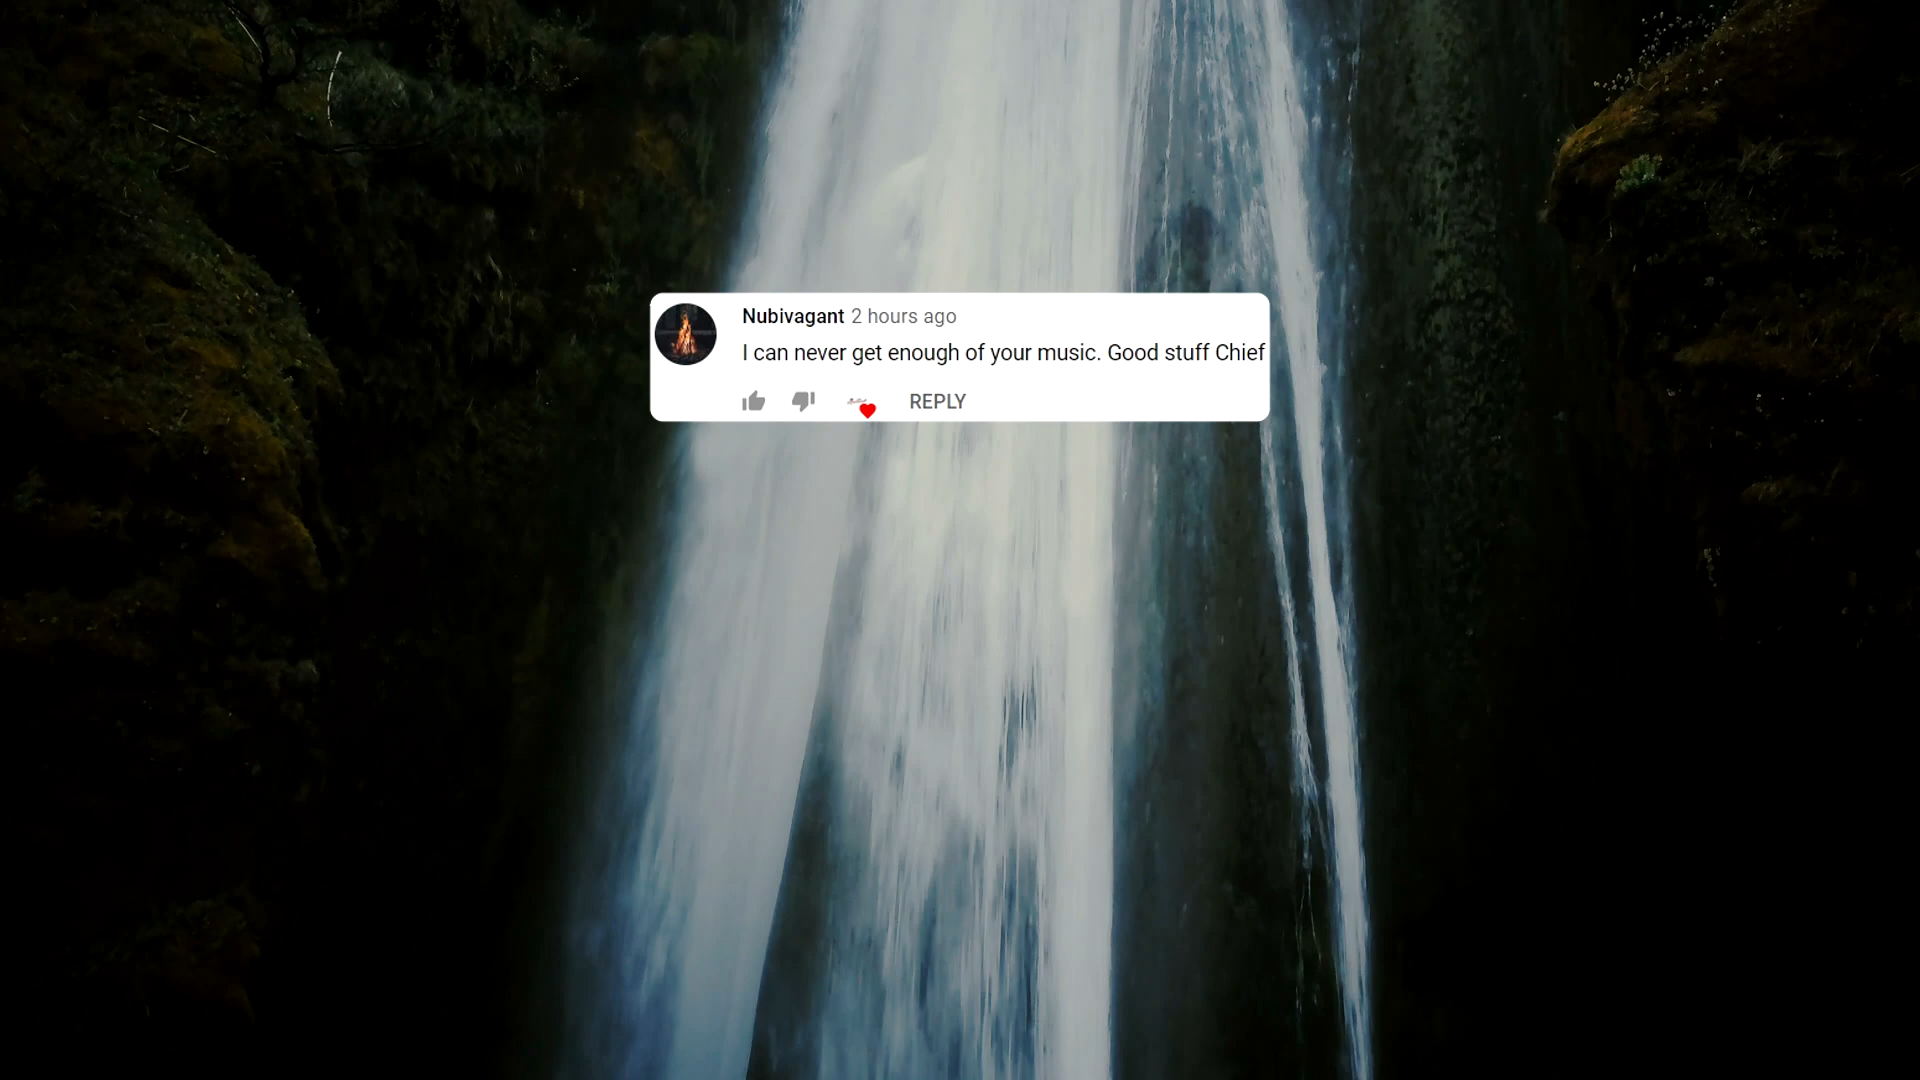 Nubivagant 2 hours ago
I can never get enough of your music. Good stuff Chief
REPLY